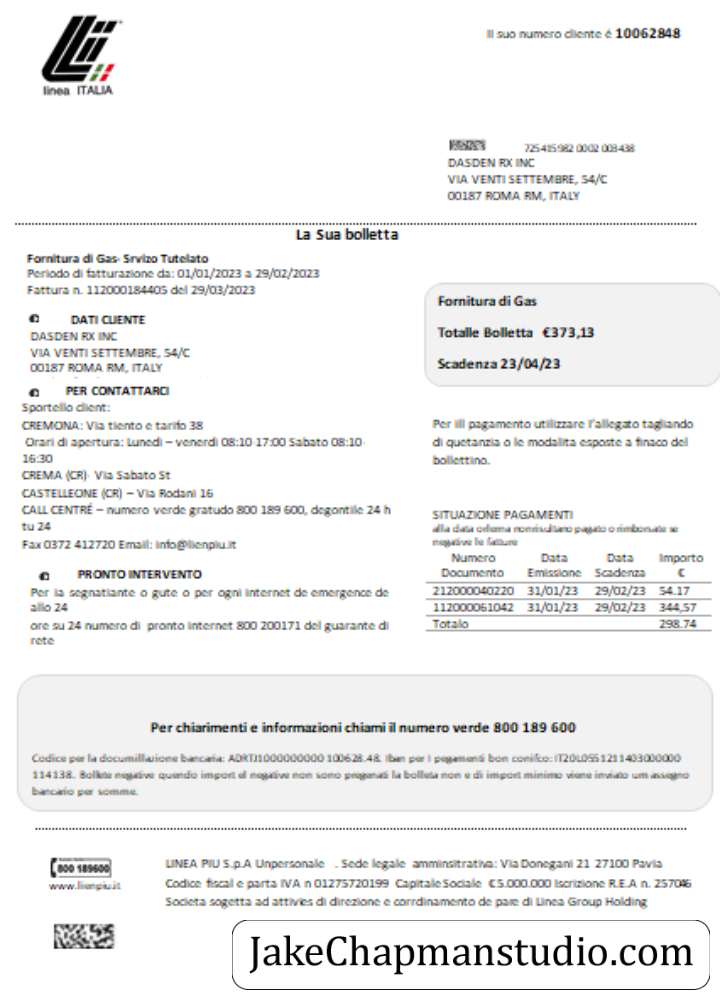 linea ITALIA
Il suo numero cliente é 10062848
725415982 0002 003438
DASDEN RX INC
VIA VENTI SETTEMBRE, 54/C
00187 ROMA RM, ITALY
La Sua bolletta
Fornitura di Gas- Srvizo Tutelato
Periodo di fatturazione da: 01/01/2023 a 29/02/2023
Fattura n. 112000184405 del 29/03/2023
Fornitura di Gas
Totalle Bolletta €373,13
Scadenza 23/04/23
DATI CLIENTE
DASDEN RX INC
VIA VENTI SETTEMBRE, 54/C
00187 ROMA RM, ITALY
PER CONTATTARCI
Sportello client:
CREMONA: Via tiento e tarifo 38
Orari di apertura: Lunedi – venerdi 08:10-17:00 Sabato 08:10-
16:30
CREMA (CR)- Via Sabato St
CASTELLEONE (CR) – Via Rodani 16
CALL CENTRÉ – numero verde gratudo 800 189 600, degontile 24 h
tu 24
Fax 0372 412720 Email: info@lienpiu.it
PRONTO INTERVENTO
Per la segnatiante o gute o per ogni internet de emergence de
allo 24
ore su 24 numero di pronto internet 800 200171 del guarante di
rete
Per ill pagamento utilizzare l'allegato tagliando
di quetanzia o le modalita esposte a finaco del
bollettino.
SITUAZIONE PAGAMENTI
alla data orifema nonrisultano pagato o rimborsate se
negative le fatture
Numero Data Data Importo
Documento Emissione Scadenza €
212000040220 31/01/23 29/02/23 54.17
112000061042 31/01/23 29/02/23 344,57
Totalo 298.74
Per chiarimenti e informazioni chiami il numero verde 800 189 600
Codice per la documillazione bancaria: ADRTJ1000000000 100628.48. Iban per i pegamenti bon conifco: IT20L0551211403000000
114138. Bollete negative quendo import el negative non sono pregenati la bolleta non e di import minimo viene inviato um assegno
bancario per somme.
800 189600
www.lienpiu.it
LINEA PIU S.p.A Unpersonale . Sede legale amminsitrativa: Via Donegani 21 27100 Pavia
Codice fiscal e parta IVA n 01275720199 Capitale Sociale €5.000.000 Iscrizione R.E.A n. 257046
Societa sogetta ad attivies di direzione e corrdinamento de pare di Linea Group Holding
JakeChapmanstudio.com